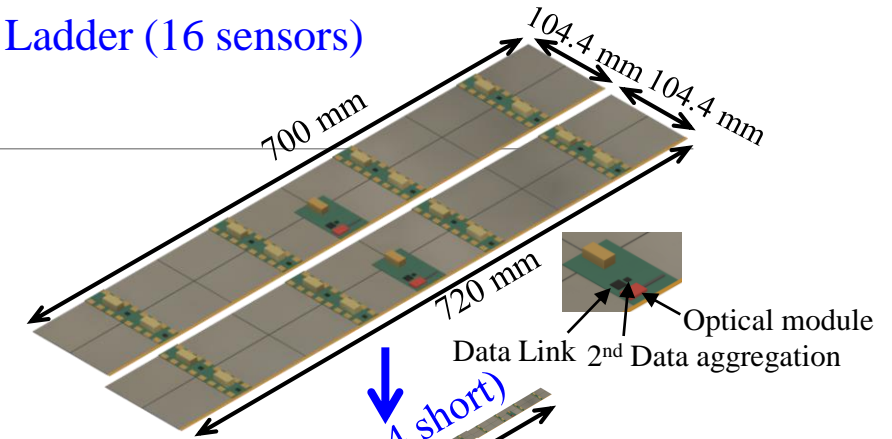 Ladder (16 sensors)
104.4 mm
104.4 mm
700 mm
720 mm
Optical module
Data Link
2nd Data aggregation
4 short)